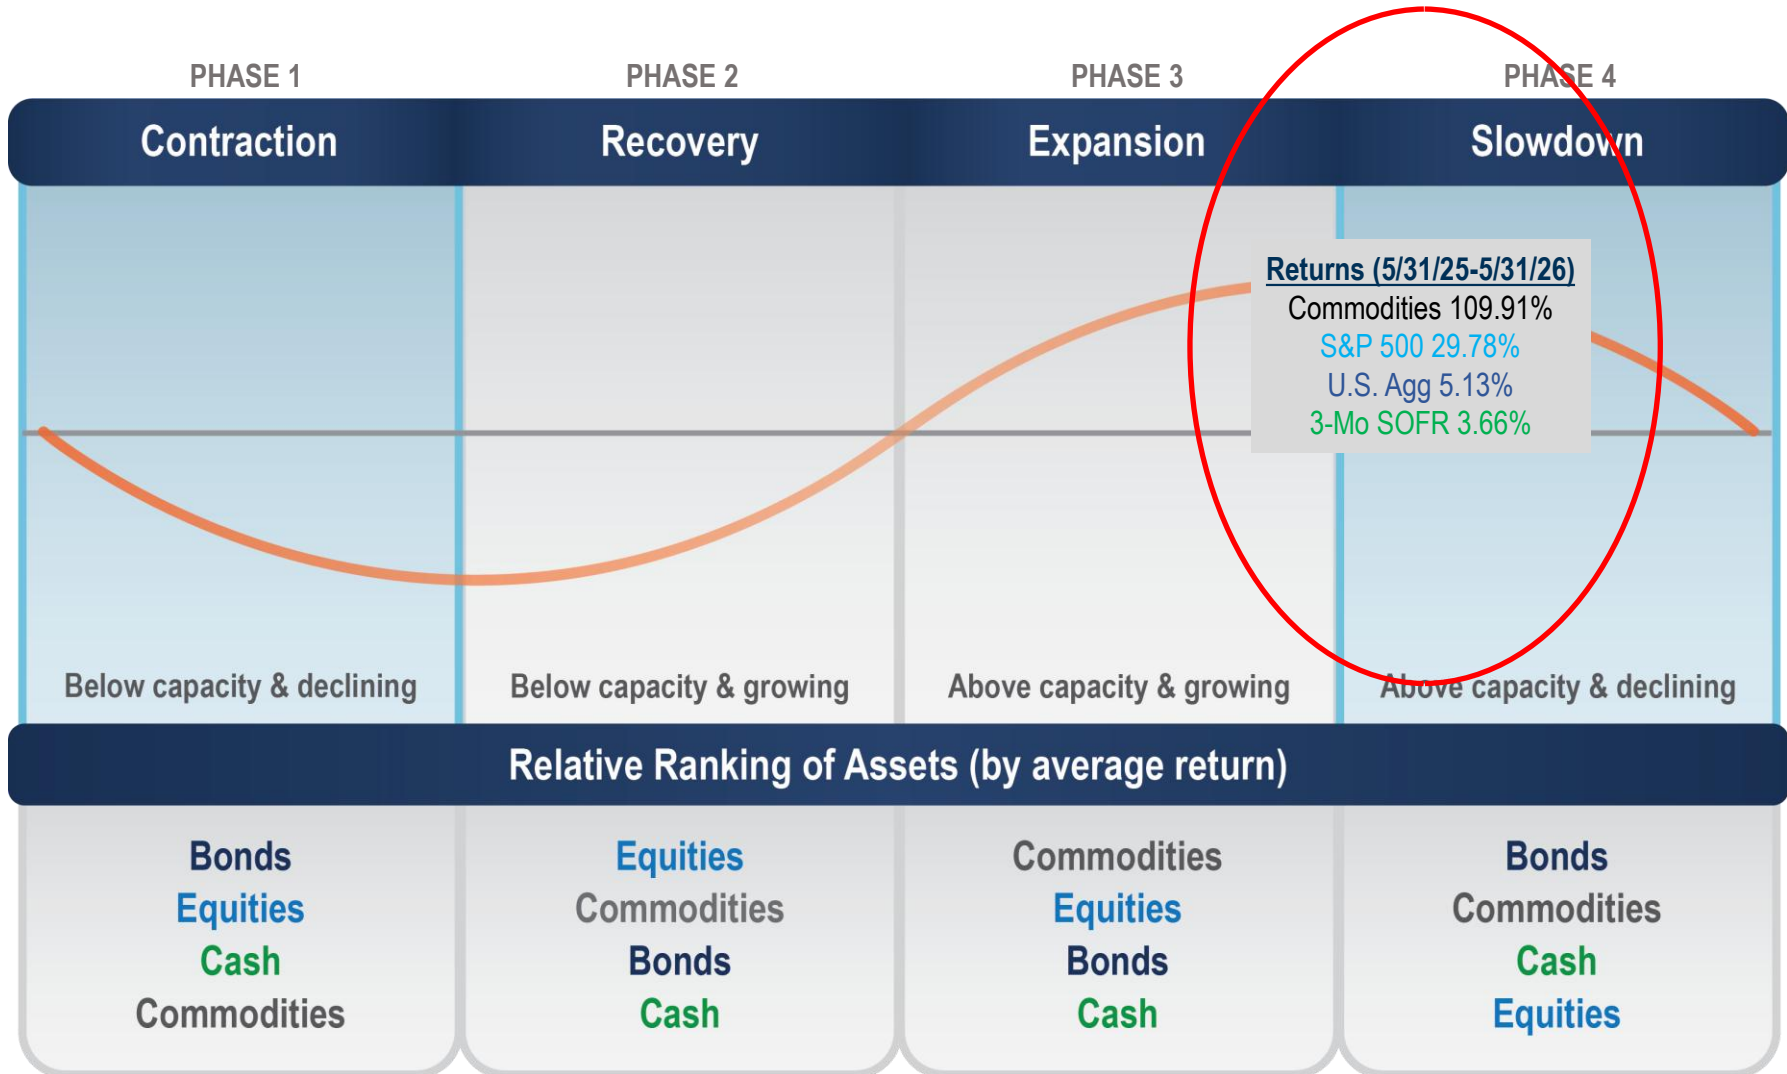 PHASE 1
PHASE 2
PHASE 3
PHASE 4
Contraction
Recovery
Expansion
Slowdown
Returns (5/31/25-5/31/26)
Commodities 109.91%
S&P 500 29.78%
U.S. Agg 5.13%
3-Mo SOFR 3.66%
Below capacity & declining
Below capacity & growing
Above capacity & growing
Above capacity & declining
Relative Ranking of Assets (by average return)
Bonds
Equities
Cash
Commodities
Equities
Commodities
Bonds
Cash
Commodities
Equities
Bonds
Cash
Bonds
Commodities
Cash
Equities